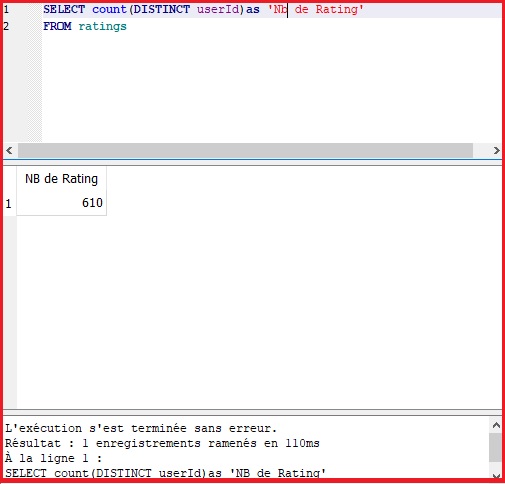 1 SELECT count(DISTINCT userId)as 'Nb de Rating'
2 FROM ratings
NB de Rating
1 610
L'exécution s'est terminée sans erreur.
Résultat : 1 enregistrements ramenés en 110ms
À la ligne 1 :
SELECT count(DISTINCT userId)as 'NB de Rating'